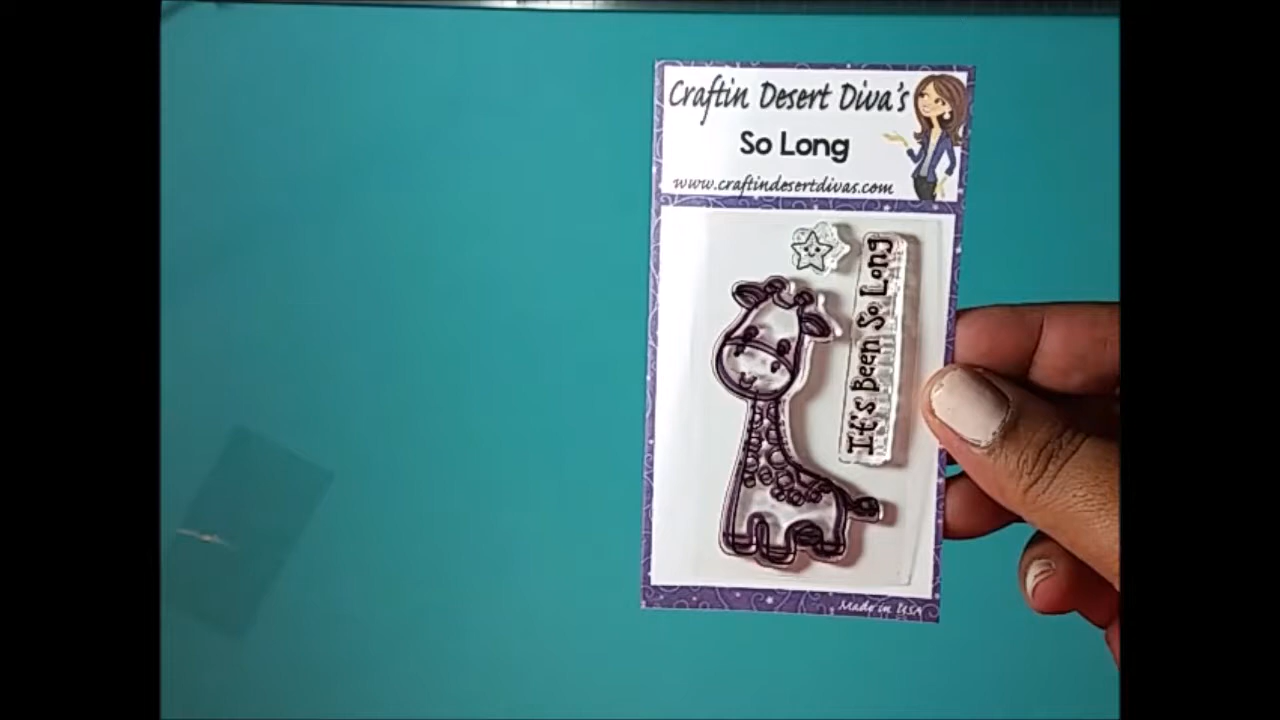 Craftin Desert Diva's
So Long
www.craftindesertdivas.com
It's Been So Long
Made in USA